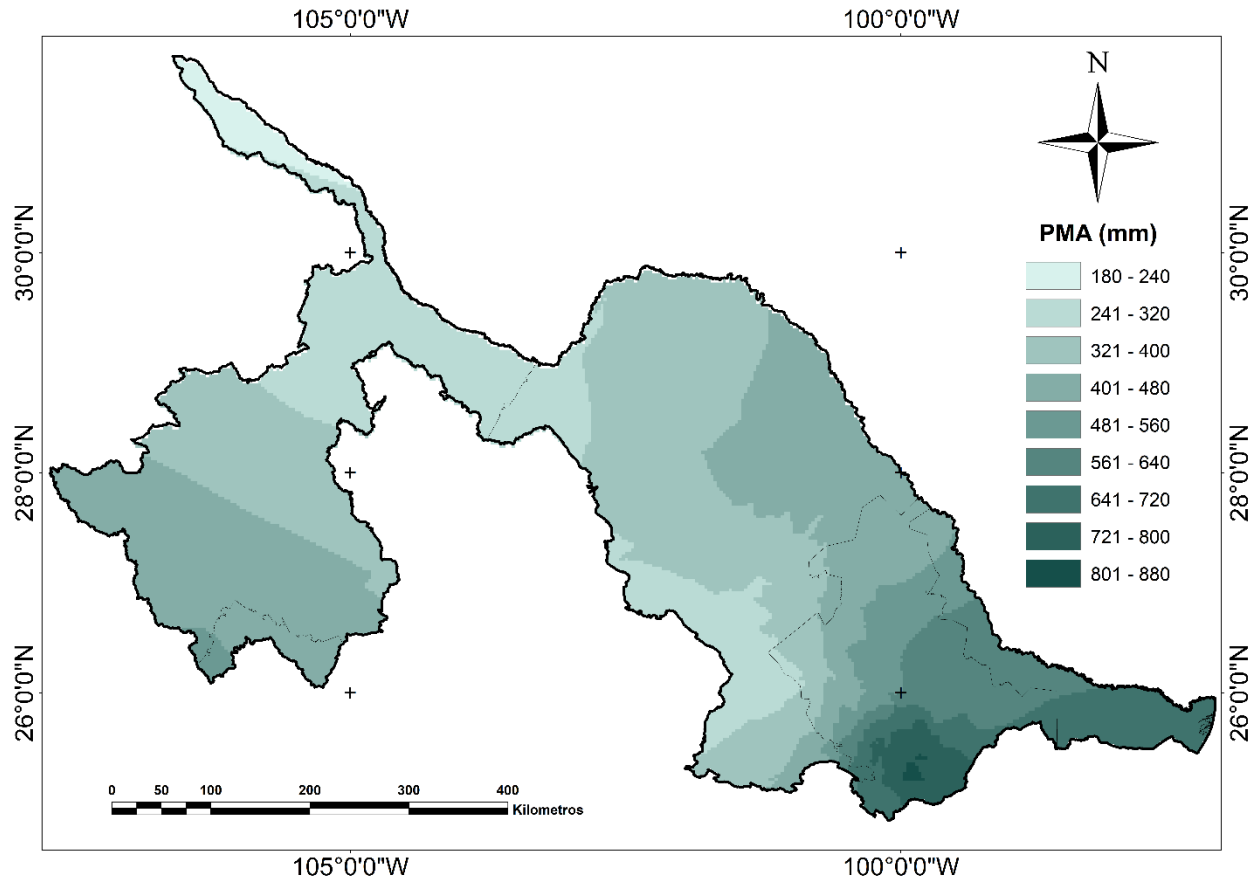 105°0'0"W 100°0'0"W
N
30°0'0"N 30°0'0"N
PMA (mm)
180 - 240
241 - 320
321 - 400
401 - 480
481 - 560
561 - 640
641 - 720
721 - 800
801 - 880
28°0'0"N 28°0'0"N
26°0'0"N 26°0'0"N
0 50 100 200 300 400
Kilometros
105°0'0"W 100°0'0"W